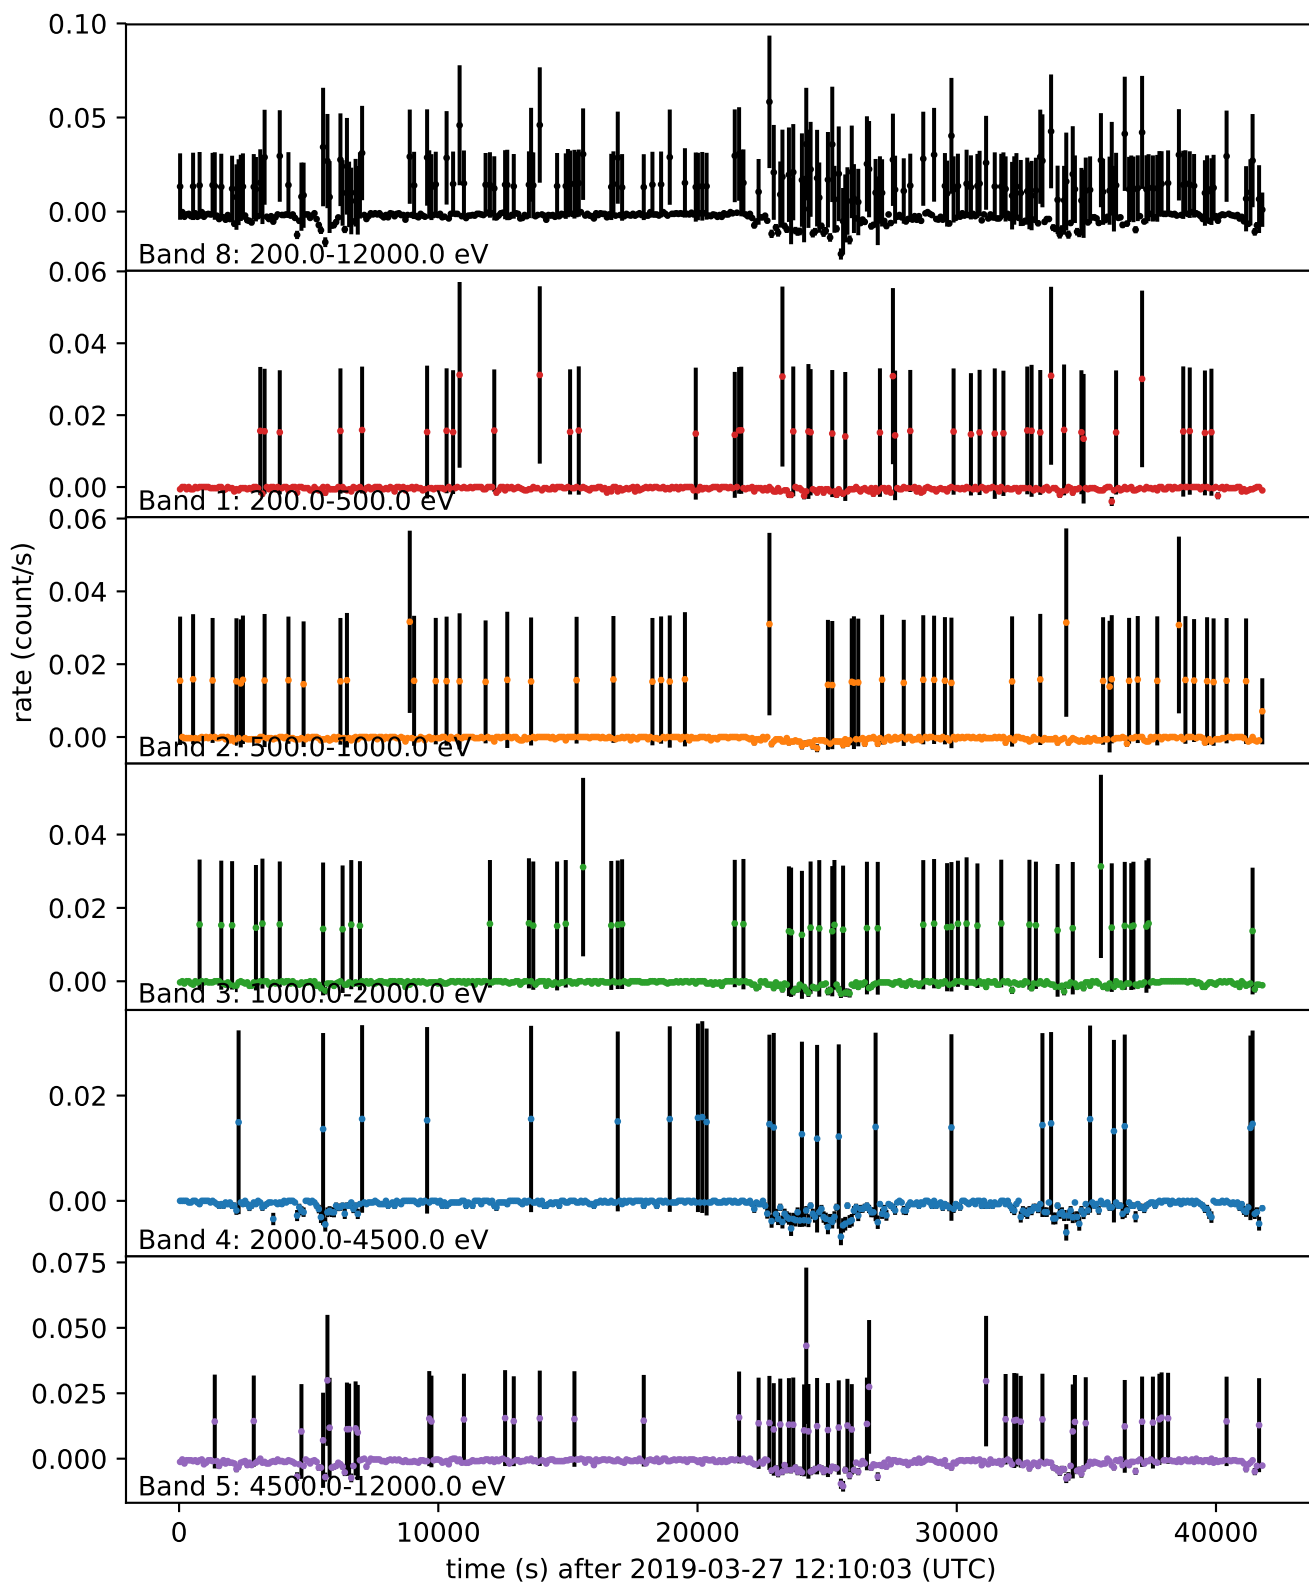 0.10
0.05
0.00
Band 8: 200.0-12000.0 eV
0.06
0.04
0.02
0.00
Band 1: 200.0-500.0 eV
0.06
0.04
0.02
0.00
Band 2: 500.0-1000.0 eV
rate (count/s)
0.04
0.02
0.00
Band 3: 1000.0-2000.0 eV
0.02
0.00
Band 4: 2000.0-4500.0 eV
0.075
0.050
0.025
0.000
Band 5: 4500.0-12000.0 eV
0 10000 20000 30000 40000
time (s) after 2019-03-27 12:10:03 (UTC)